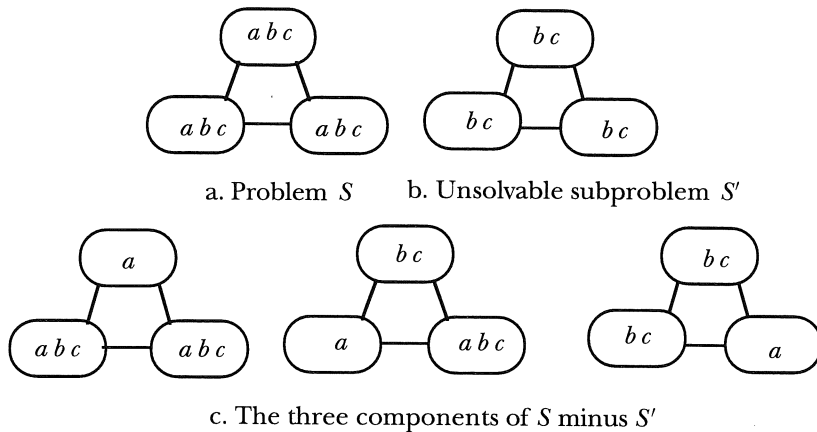 a b c
b c
a b c
a b c
b c
b c
a. Problem S
b. Unsolvable subproblem S′
a
b c
b c
a b c
a b c
a
a b c
b c
a
c. The three components of S minus S′